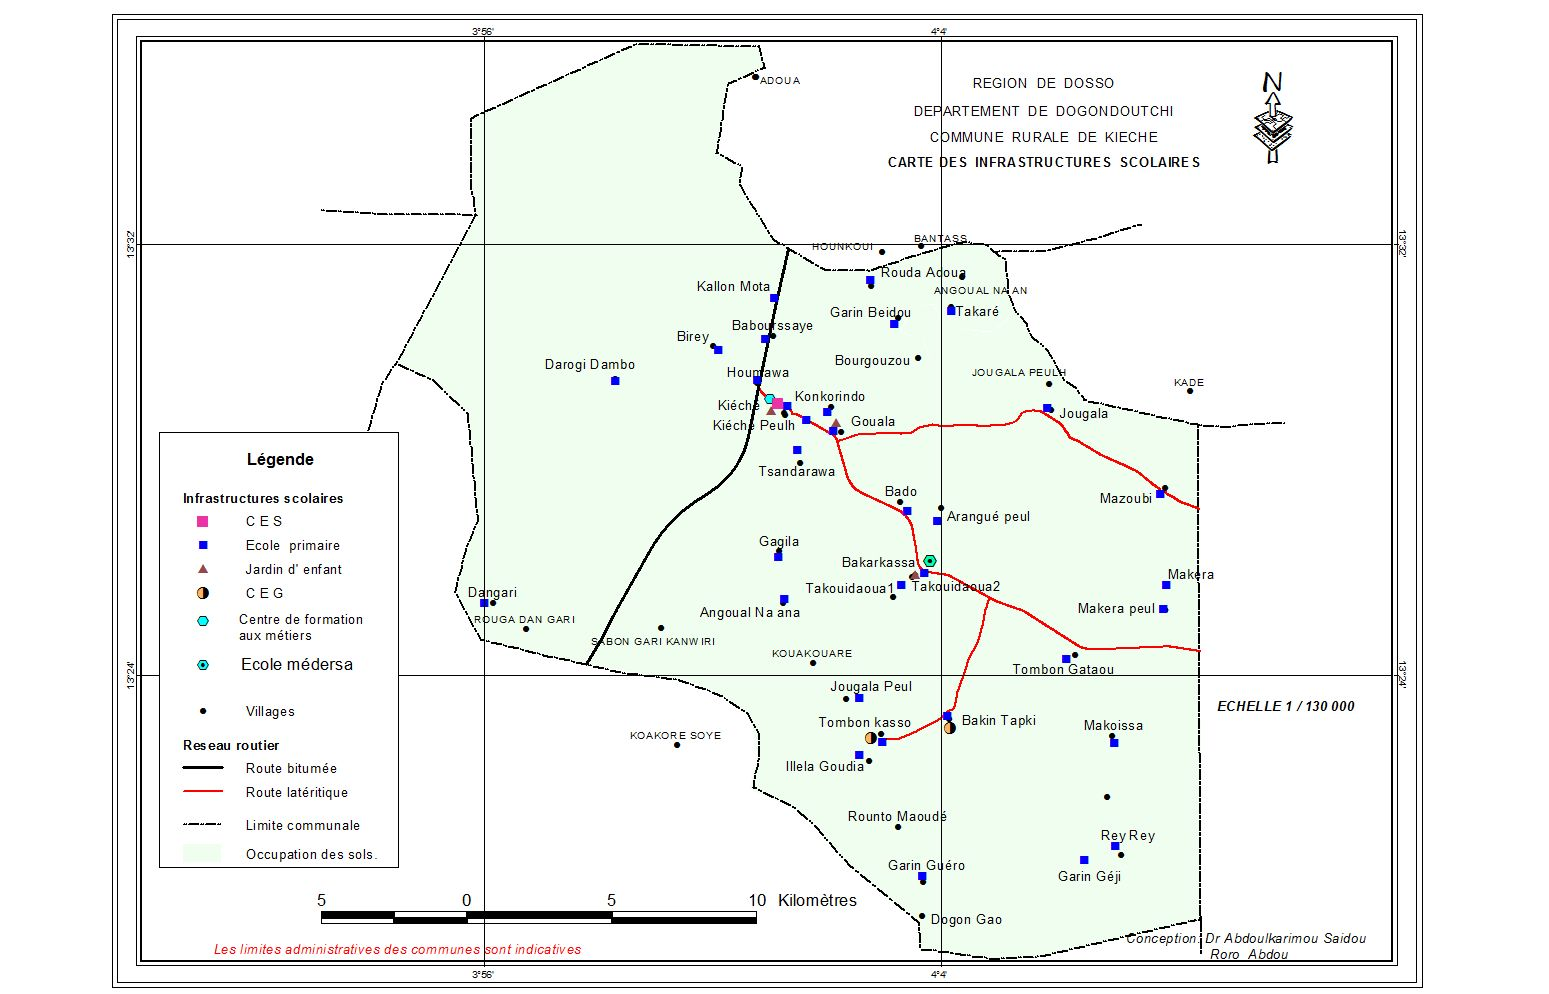 3°56'
4°4'
ADOUA
REGION DE DOSSO
DEPARTEMENT DE DOGONDOUTCHI
COMMUNE RURALE DE KIECHE
CARTE DES INFRASTRUCTURES SCOLAIRES
N
13°32'
13°32'
HOUNKOUI
BANTASS
Rouda Adoua
ANGOUAL NA AN
Kallon Mota
Garin Beidou
Takaré
Babourssaye
Birey
Bourgouzou
Darogi Dambo
Houmawa
JOUGALA PEULH
KADE
Konkorindo
Kiéché
Kiéché Peulh
Gouala
Jougala
Tsandarawa
Bado
Mazoubi
Arangué peul
Gagila
Bakarkassa
Takouidaoua1
Takouidaoua2
Makera
Makera peul
Dangari
Angoual Na ana
ROUGA DAN GARI
SABON GARI KANWIRI
KOUAKOUARE
Tombon Gataou
13°24'
13°24'
Jougala Peul
Tombon kasso
Bakin Tapki
Makoissa
KOAKORE SOYE
Illela Goudia
Rounto Maoudé
Rey Rey
Garin Guéro
Garin Géji
Dogon Gao
Légende
Infrastructures scolaires
C E S
Ecole primaire
Jardin d' enfant
C E G
Centre de formation
aux métiers
Ecole médersa
Villages
Reseau routier
Route bitumée
Route latéritique
Limite communale
Occupation des sols.
ECHELLE 1 / 130 000
5 0 5 10 Kilomètres
Les limites administratives des communes sont indicatives
Conception: Dr Abdoulkarimou Saidou
Roro Abdou
3°56'
4°4'